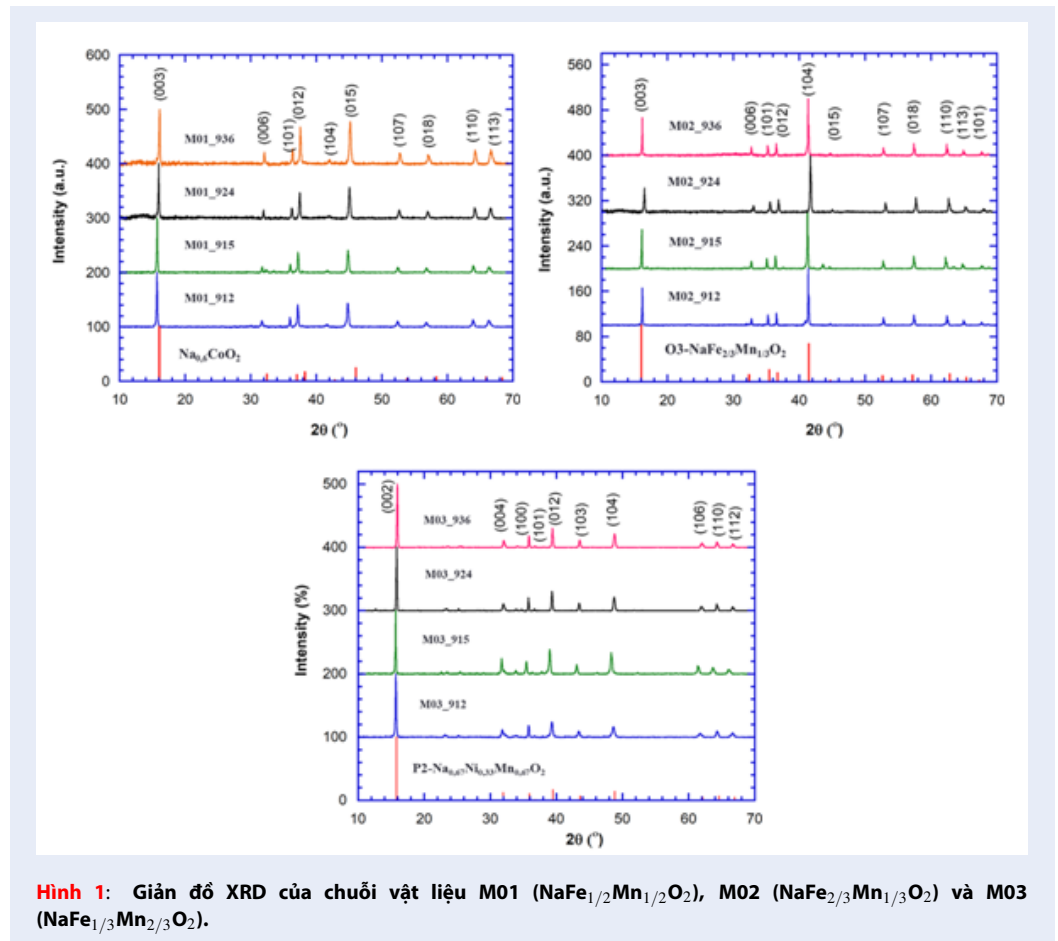 600
500
400
300
200
100
0
Intensity (a.u.)
(003)
(006)
(101)
(012)
(104)
(015)
(107)
(018)
(110)
(113)
M01_936
M01_924
M01_915
M01_912
Na0,6CoO2
10 20 30 40 50 60 70
2θ (°)
560
480
400
320
240
160
80
0
Intensity (a.u.)
(003)
(006)
(101)
(012)
(104)
(015)
(107)
(018)
(110)
(113)
(101)
M02_936
M02_924
M02_915
M02_912
O3-NaFe2/3Mn1/3O2
10 20 30 40 50 60 70
2θ (°)
500
400
300
200
100
0
Intensity (%)
(002)
(004)
(100)
(101)
(012)
(103)
(104)
(106)
(110)
(112)
M03_936
M03_924
M03_915
M03_912
P2-Na0,67Ni0,33Mn0,67O2
10 20 30 40 50 60 70
2θ (°)
Hình 1: Giản đồ XRD của chuỗi vật liệu M01 (NaFe1/2Mn1/2O2), M02 (NaFe2/3Mn1/3O2) và M03
(NaFe1/3Mn2/3O2).